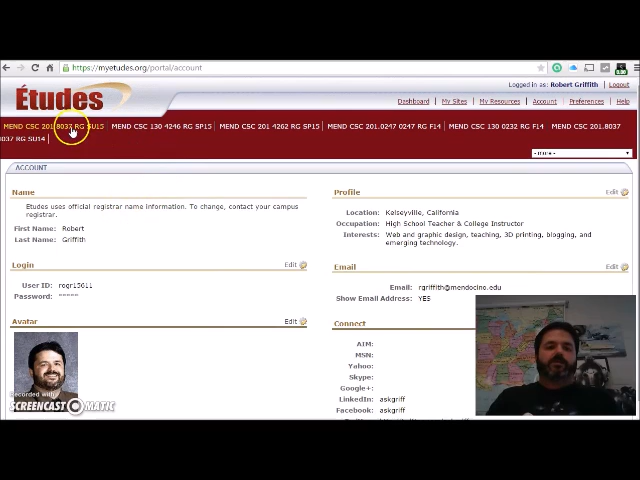 https://myetudes.org/portal/account
Logged in as: Robert Griffith Logout
Études
Dashboard My Sites My Resources Account Preferences Help
MEND CSC 201.8037 RG SU15 MEND CSC 130 4246 RG SP15 MEND CSC 201 4262 RG SP15 MEND CSC 201.0247 0247 RG F14 MEND CSC 130 0232 RG F14 MEND CSC 201.8037
8037 RG SU14
- more -
ACCOUNT
Name
Etudes uses official registrar name information. To change, contact your campus
registrar.
First Name: Robert
Last Name: Griffith
Login Edit
User ID: rogr15611
Password: *****
Avatar Edit
Recorded with
SCREENCAST-O-MATIC
Profile Edit
Location: Kelseyville, California
Occupation: High School Teacher & College Instructor
Interests: Web and graphic design, teaching, 3D printing, blogging, and
emerging technology.
Email Edit
Email: rgriffith@mendocino.edu
Show Email Address: YES
Connect
AIM:
MSN:
Yahoo:
Skype:
Google+:
LinkedIn: askgriff
Facebook: askgriff